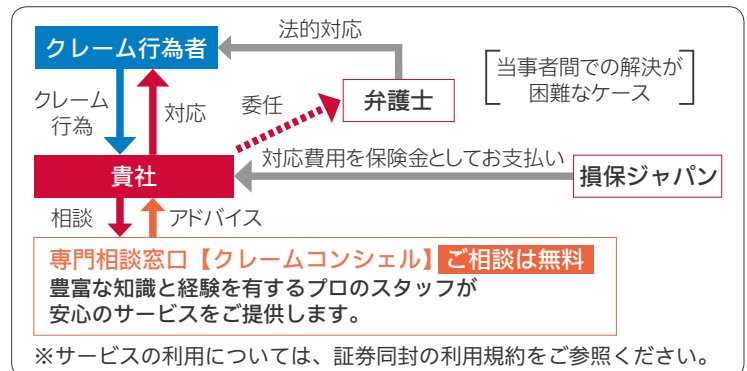 法的対応
クレーム行為者
当事者間での解決が
困難なケース
クレーム
行為
対応
委任
弁護士
対応費用を保険金としてお支払い
貴社
損保ジャパン
相談
アドバイス
専門相談窓口【クレームコンシェル】ご相談は無料
豊富な知識と経験を有するプロのスタッフが
安心のサービスをご提供します。
※サービスの利用については、証券同封の利用規約をご参照ください。